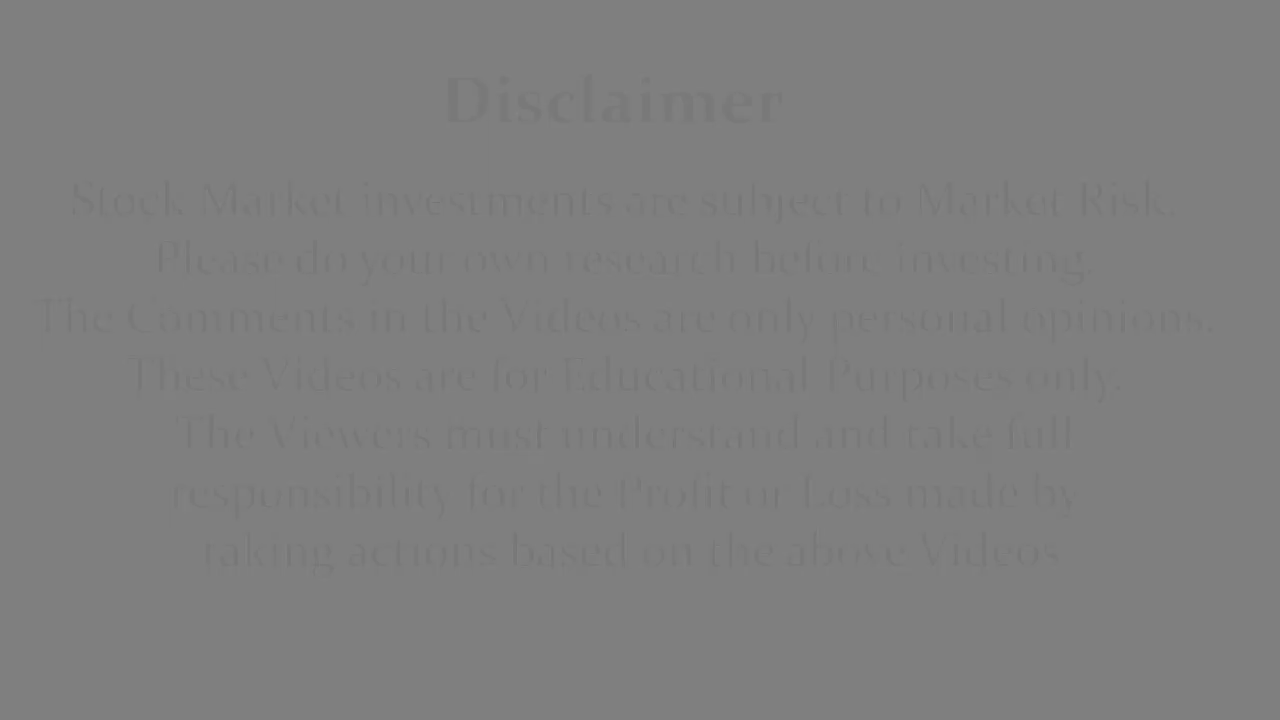 Disclaimer
Stock Market investments are subject to Market Risk.
Please do your own research before investing.
The Comments in the Videos are only personal opinions.
These Videos are for Educational Purposes only.
The Viewers must understand and take full
responsibility for the Profit or Loss made by
taking actions based on the above Videos